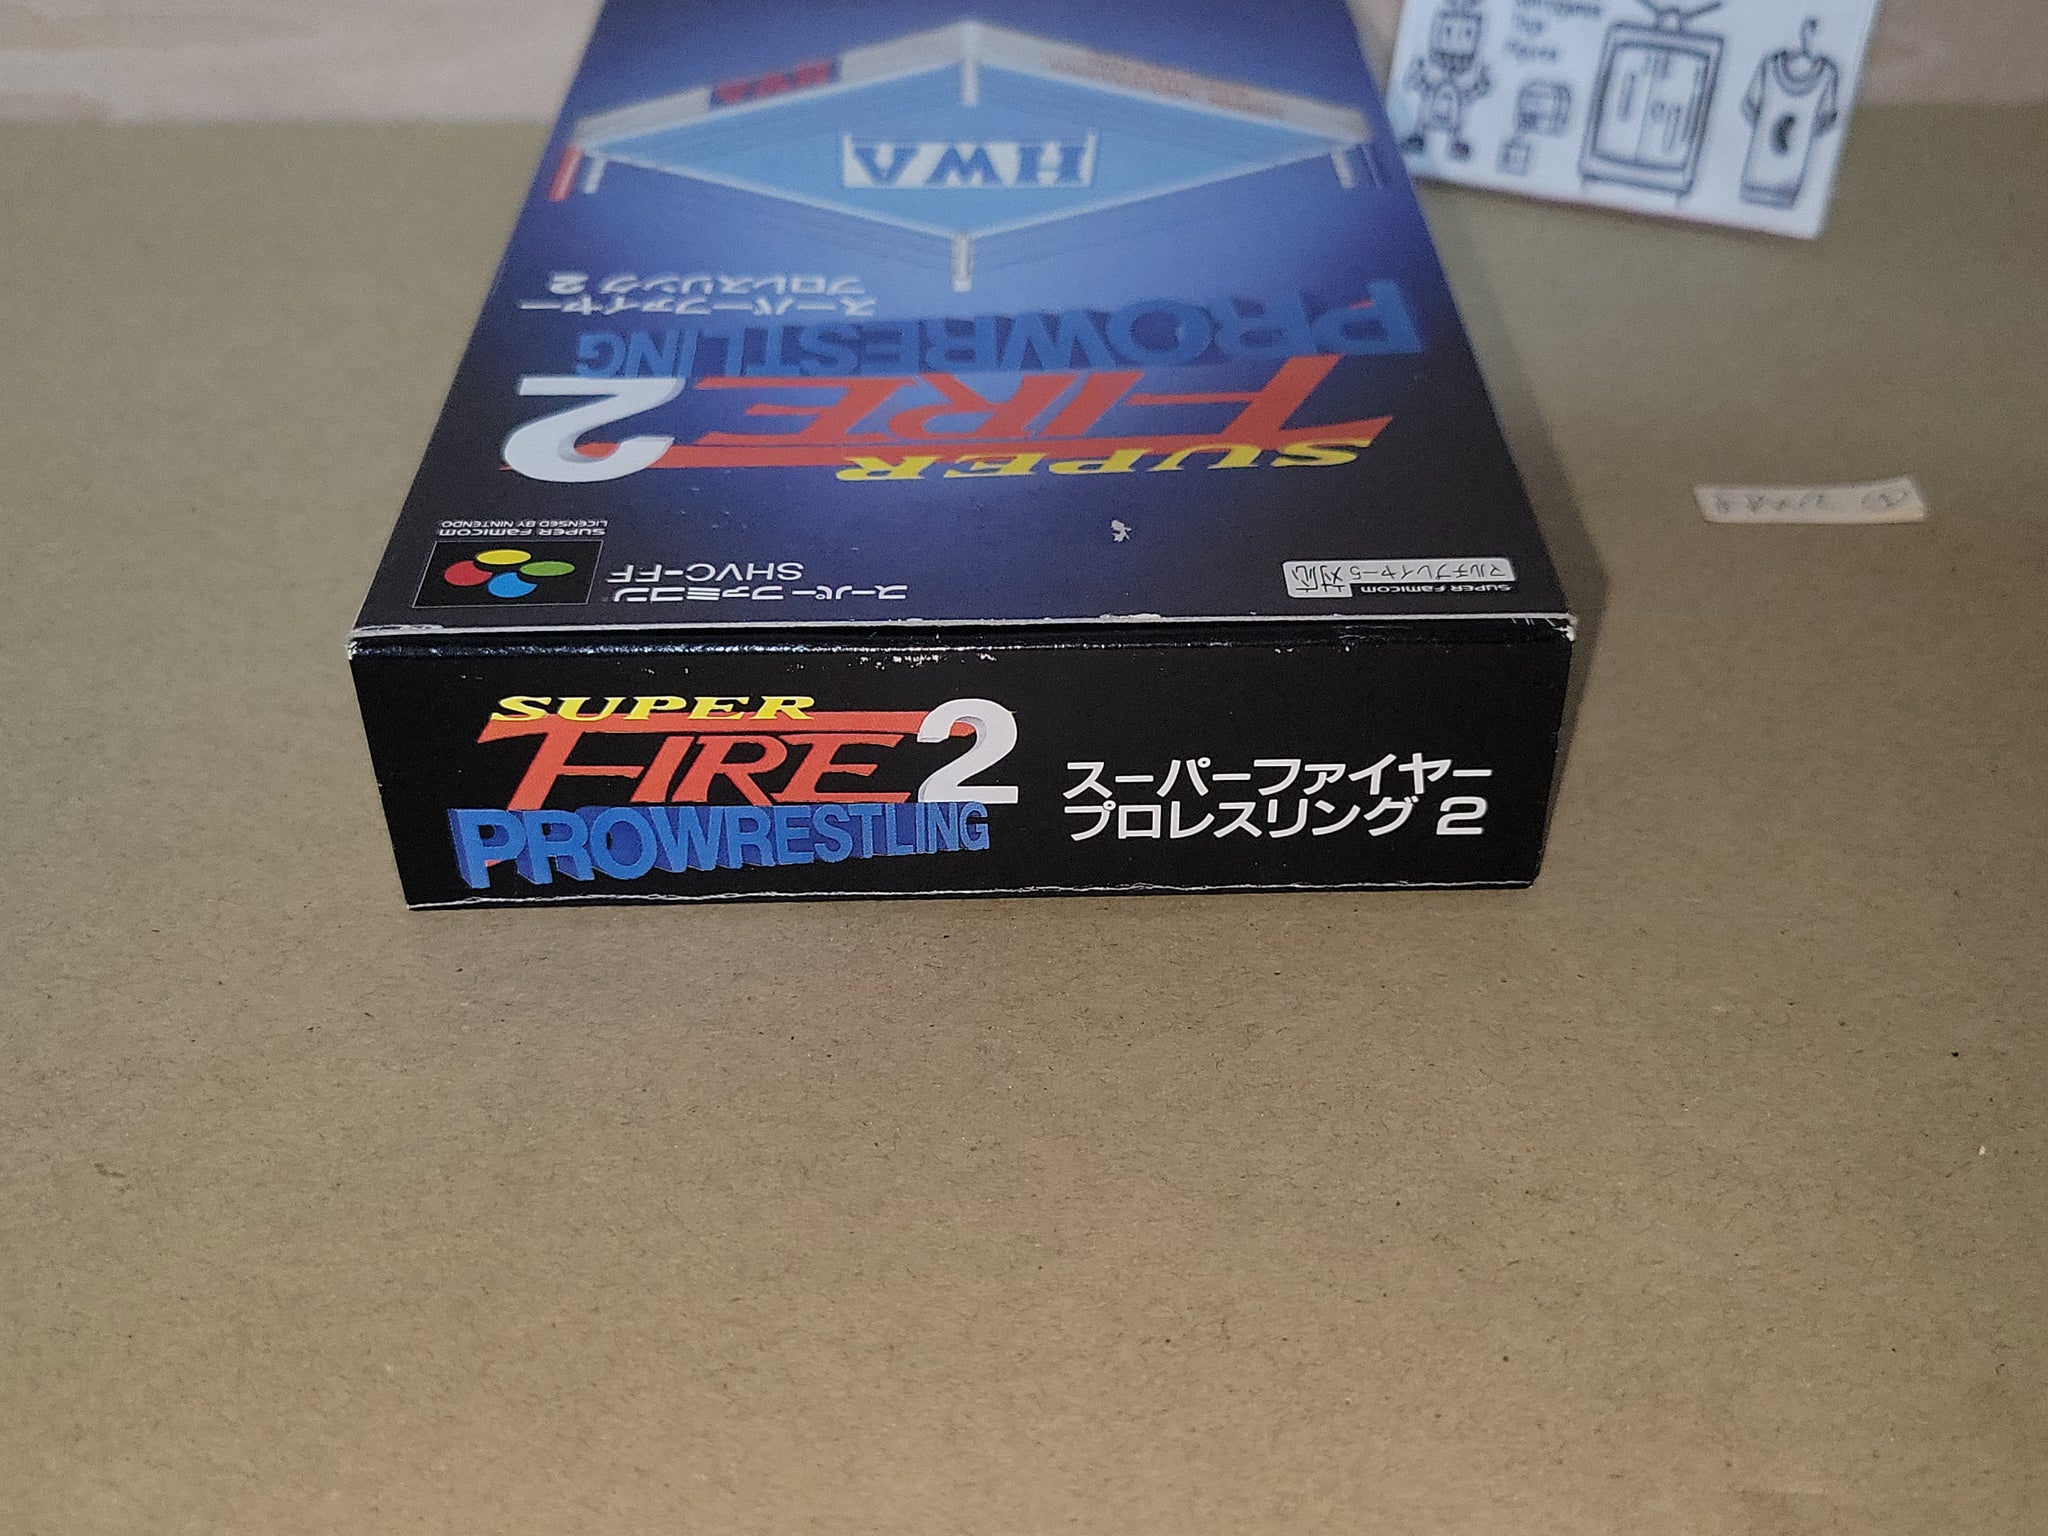 HWA
スーパーファイヤー
プロレスリング 2
SUPER
FIRE 2
PROWRESTLING
スーパーファミコン
SHVC-FF
SUPER FAMICOM
LICENSED BY NINTENDO
SUPER FAMICOM
マルチプレイヤー5 対応
SUPER
FIRE 2
PROWRESTLING
スーパーファイヤー
プロレスリング 2